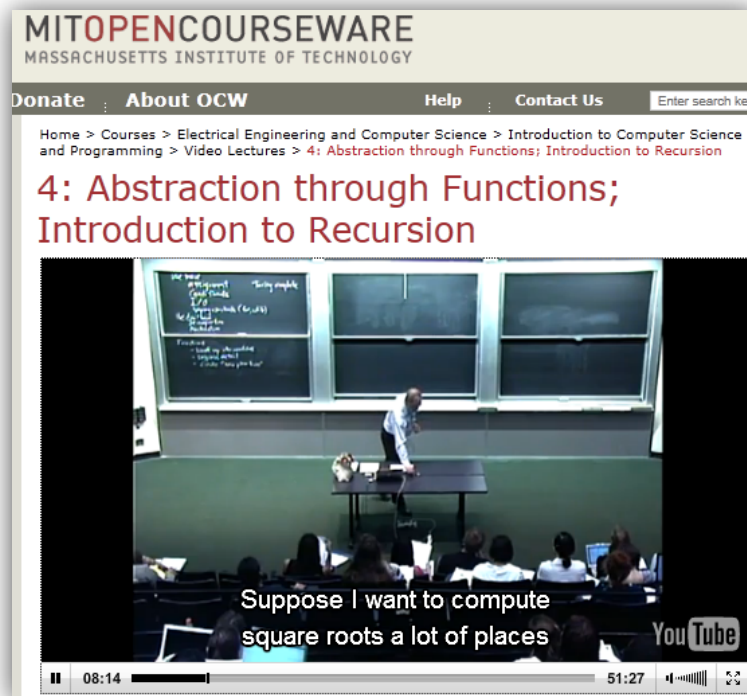 MITOPENCOURSEWARE
MASSACHUSETTS INSTITUTE OF TECHNOLOGY
Donate About OCW Help Contact Us Enter search ke
Home > Courses > Electrical Engineering and Computer Science > Introduction to Computer Science
and Programming > Video Lectures > 4: Abstraction through Functions; Introduction to Recursion
4: Abstraction through Functions;
Introduction to Recursion
Suppose I want to compute
square roots a lot of places
YouTube
08:14 51:27